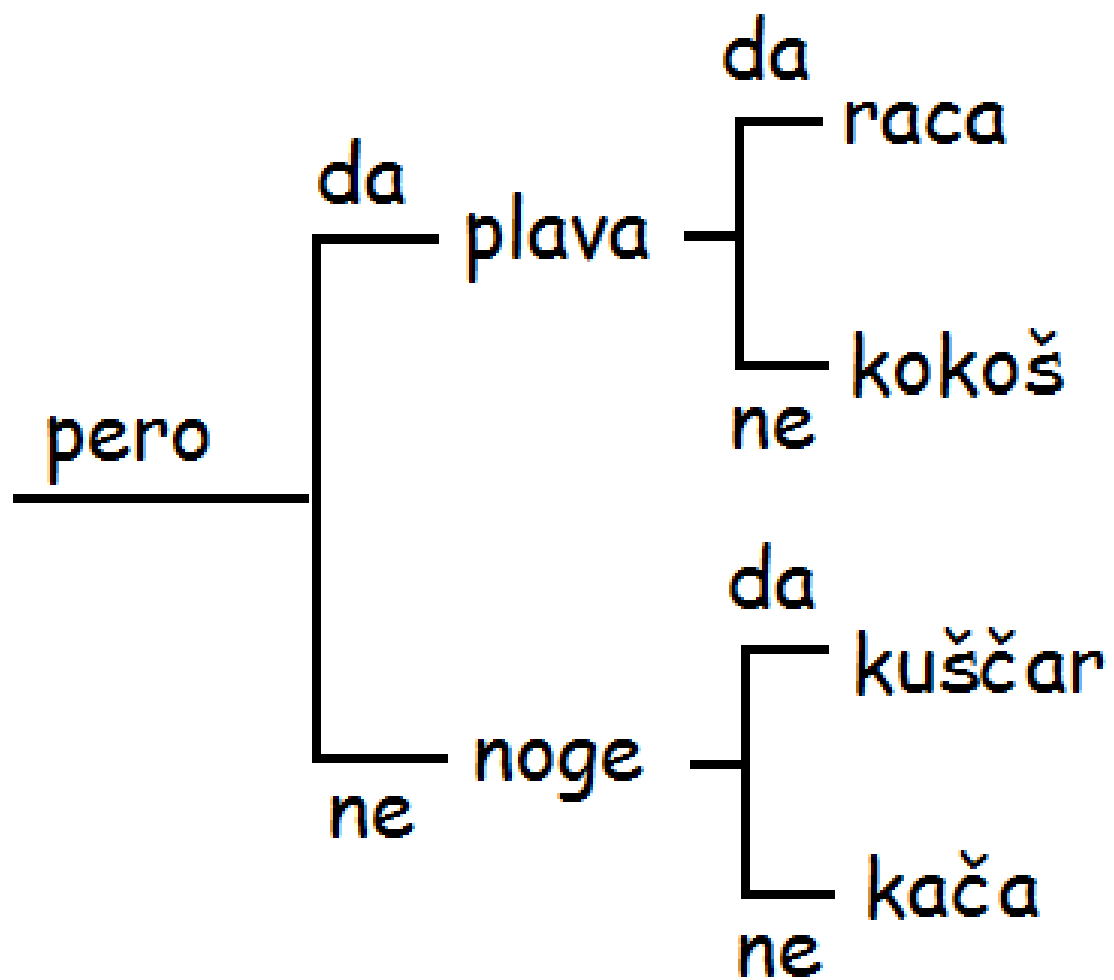 da
raca
da
plava
kokoš
ne
pero
da
kuščar
noge
ne
kača
ne